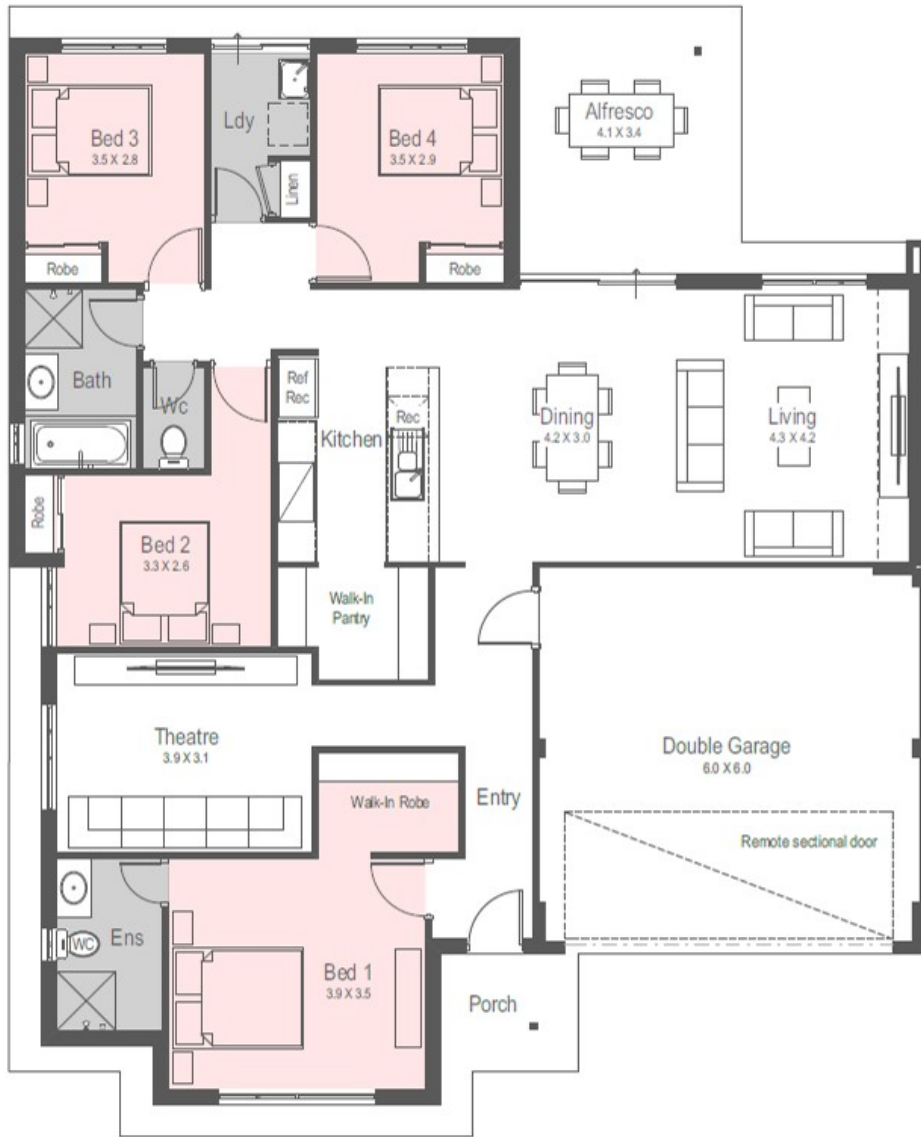 Bed 3
3.5 X 2.8
Ldy
Linen
Bed 4
3.5 X 2.9
Alfresco
4.1 X 3.4
Robe
Robe
Bath
Wc
Ref
Rec
Kitchen
Rec
Dining
4.2 X 3.0
Living
4.3 X 4.2
Robe
Bed 2
3.3 X 2.6
Walk-In
Pantry
Theatre
3.9 X 3.1
Double Garage
6.0 X 6.0
Walk-In Robe
Entry
Remote sectional door
WC
Ens
Bed 1
3.9 X 3.5
Porch